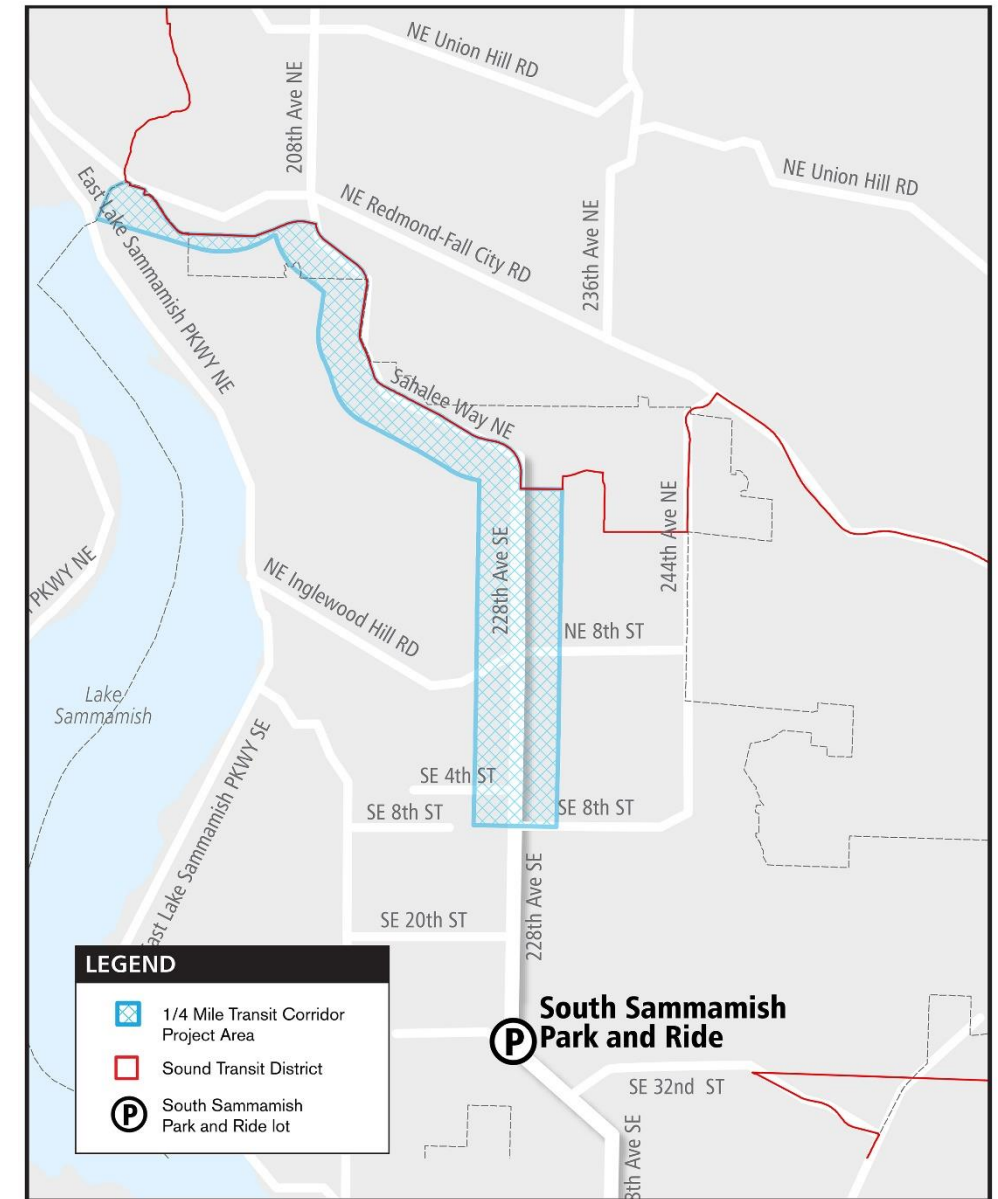 NE Union Hill RD
208th Ave NE
NE Union Hill RD
East Lake Sammamish PKWY NE
NE Redmond-Fall City RD
236th Ave NE
Sahalee Way NE
228th Ave SE
244th Ave NE
PKWY NE
NE Inglewood Hill RD
NE 8th ST
Lake
Sammamish
SE 4th ST
SE 8th ST
SE 8th ST
East Lake Sammamish PKWY SE
228th Ave SE
SE 20th ST
South Sammamish
Park and Ride
P
SE 32nd ST
8th Ave SE
LEGEND
1/4 Mile Transit Corridor
Project Area
Sound Transit District
P
South Sammamish
Park and Ride lot